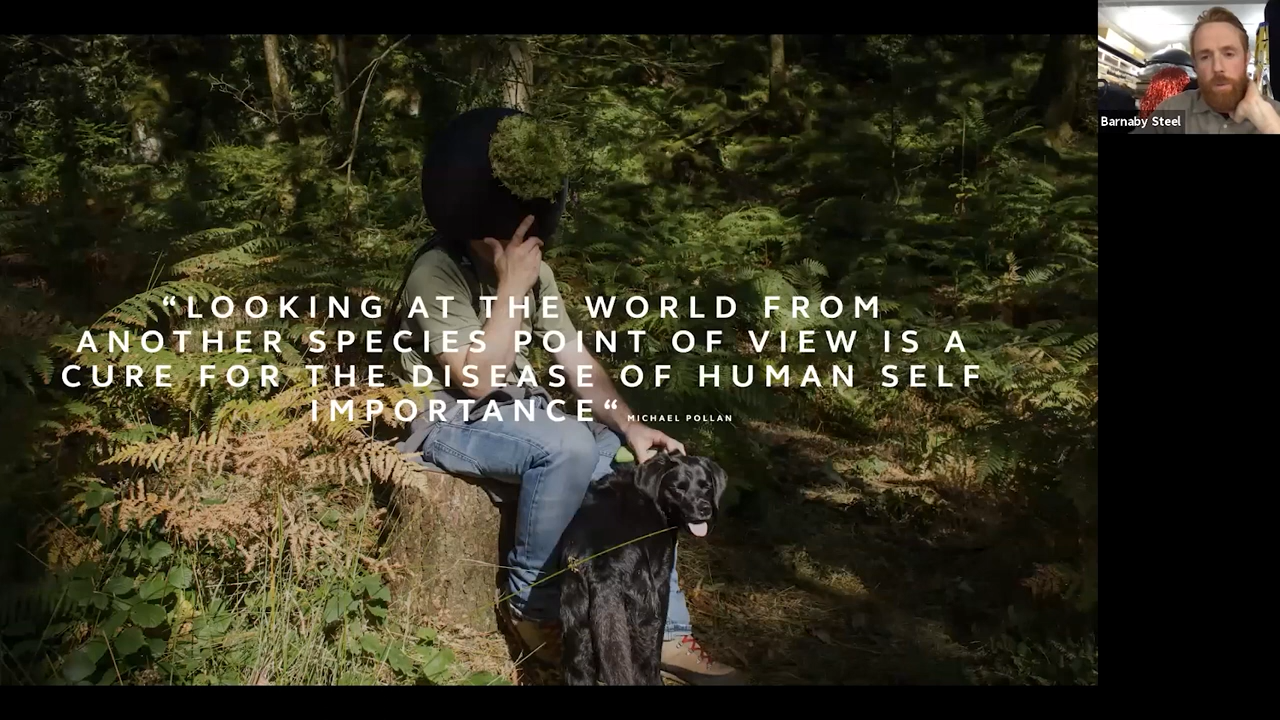 “LOOKING AT THE WORLD FROM
ANOTHER SPECIES POINT OF VIEW IS A
CURE FOR THE DISEASE OF HUMAN SELF
IMPORTANCE“ MICHAEL POLLAN
Barnaby Steel